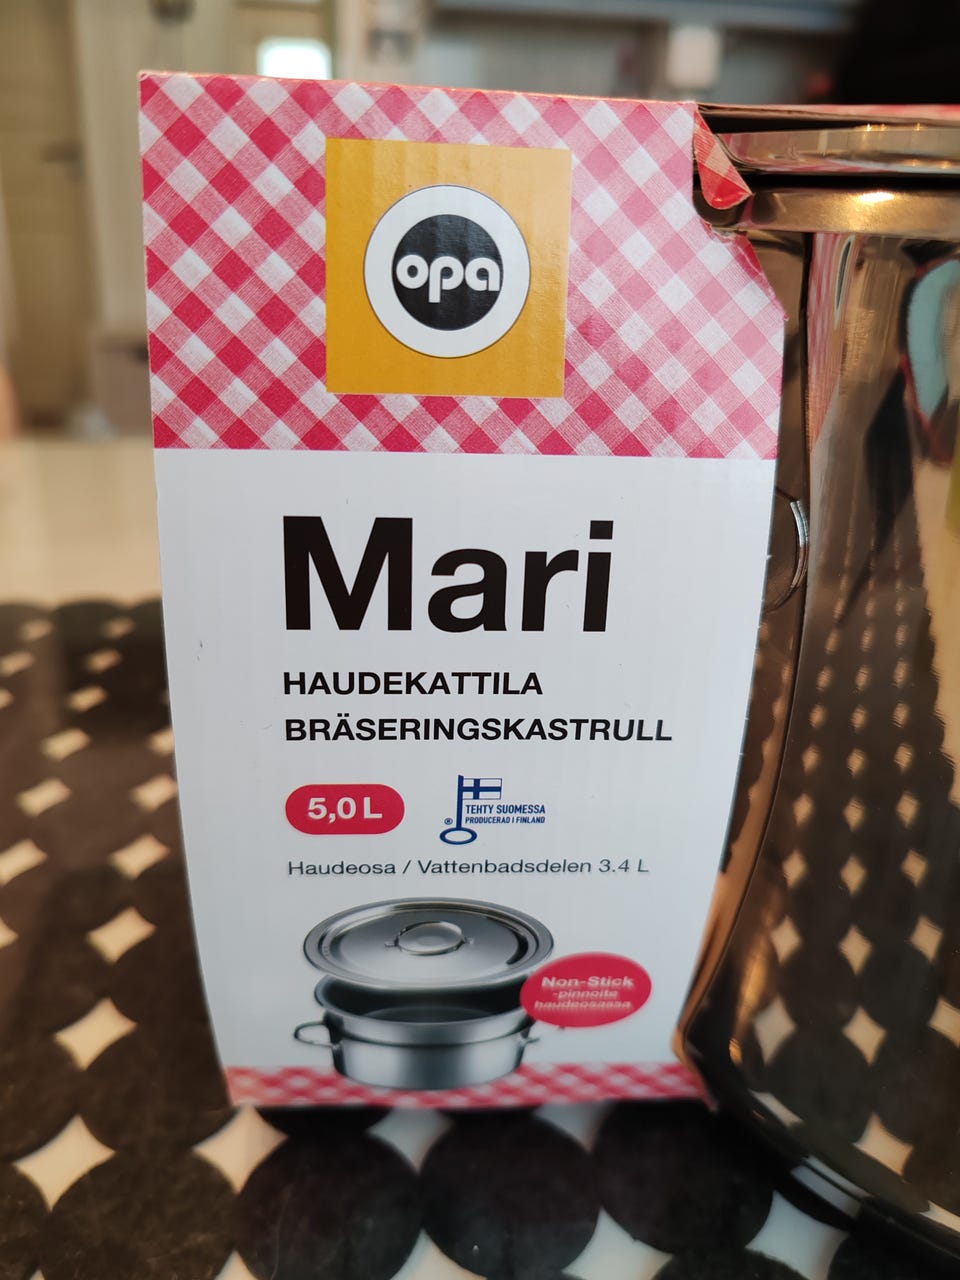 opa
Mari
HAUDEKATTILA
BRÄSERINGSKASTRULL
5,0 L
TEHTY SUOMESSA
® PRODUCERAD I FINLAND
Haudeosa / Vattenbadsdelen 3.4 L
Non-Stick
-pinnoite
haudeosassa